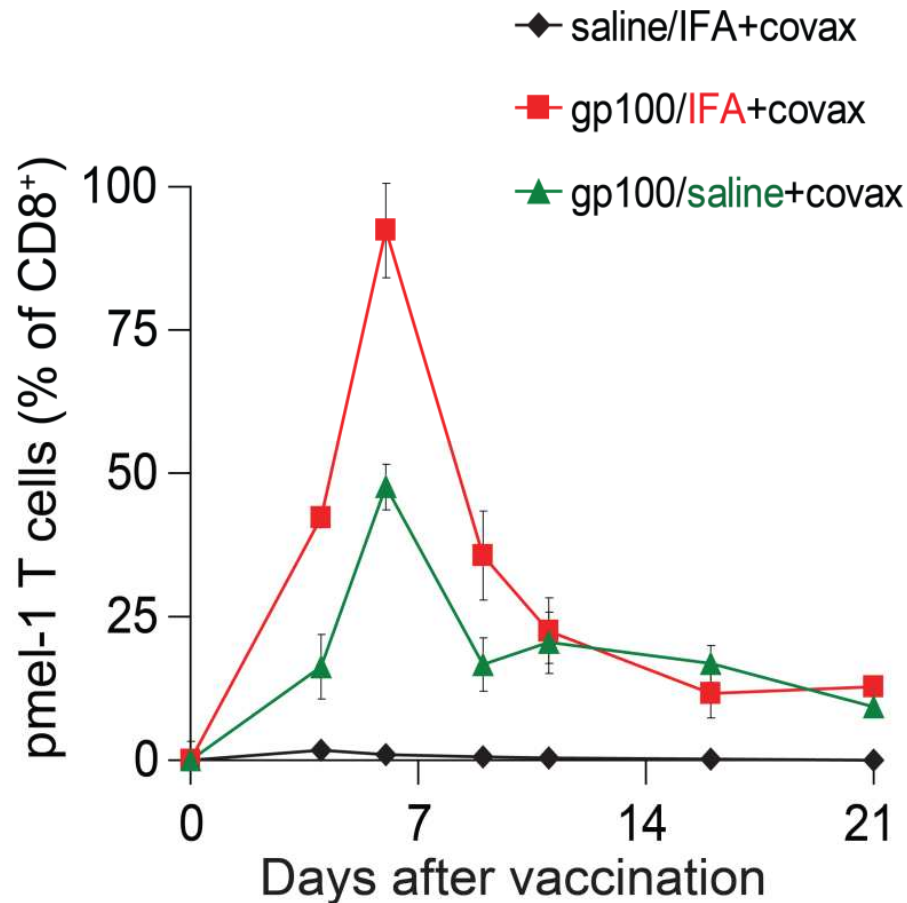 saline/IFA+covax
gp100/IFA+covax
gp100/saline+covax
pmel-1 T cells (% of CD8⁺)
100
75
50
25
0
0 7 14 21
Days after vaccination